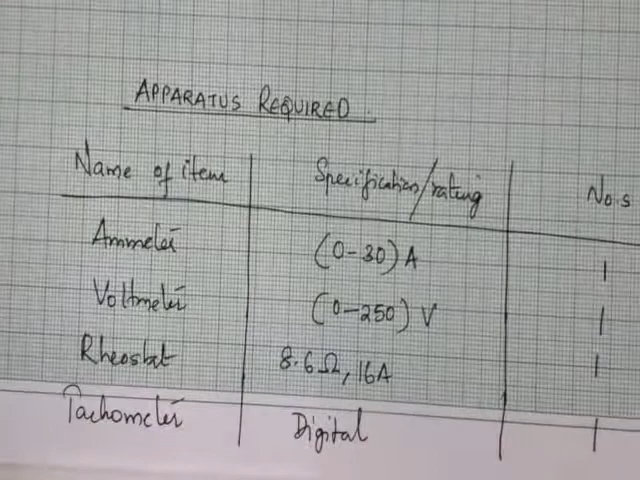 APPARATUS REQUIRED.
Name of item Specification/rating No.s
Ammeter (0-30) A 1
Voltmeter (0-250) V 1
Rheostat 8.6Ω, 16A 1
Tachometer Digital 1